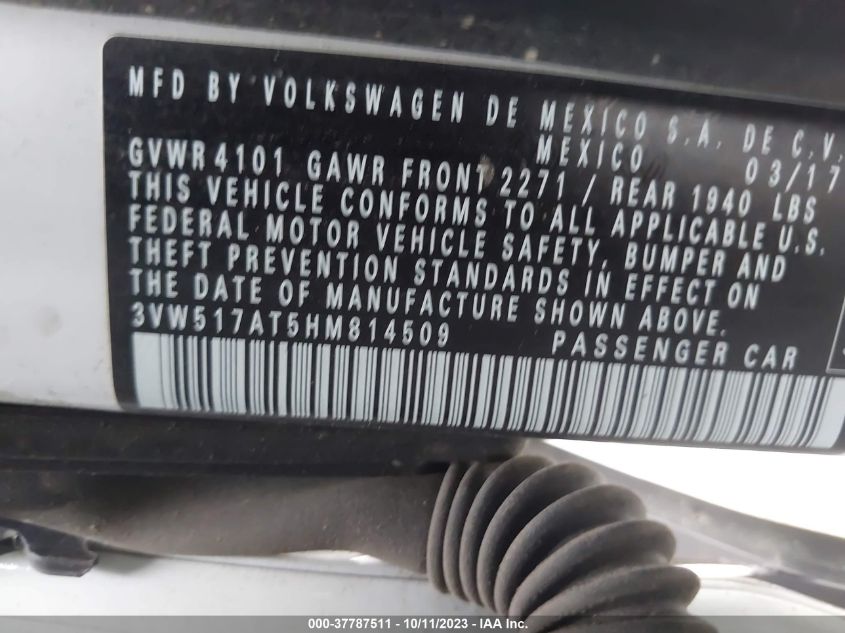 MFD BY VOLKSWAGEN DE MEXICO S.A. DE C.V.
MEXICO 03/17
GVWR 4101 GAWR FRONT 2271 / REAR 1940 LBS
THIS VEHICLE CONFORMS TO ALL APPLICABLE U.S.
FEDERAL MOTOR VEHICLE SAFETY, BUMPER AND
THEFT PREVENTION STANDARDS IN EFFECT ON
THE DATE OF MANUFACTURE SHOWN ABOVE.
3VW517AT5HM814509 PASSENGER CAR
000-37787511 - 10/11/2023 - IAA Inc.